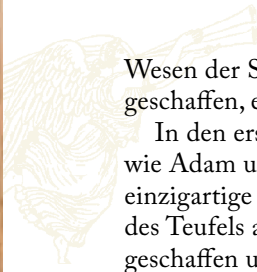 Wesen der
geschaffen,
In den
wie Adam
einzigartige
des Teufels
geschaffen